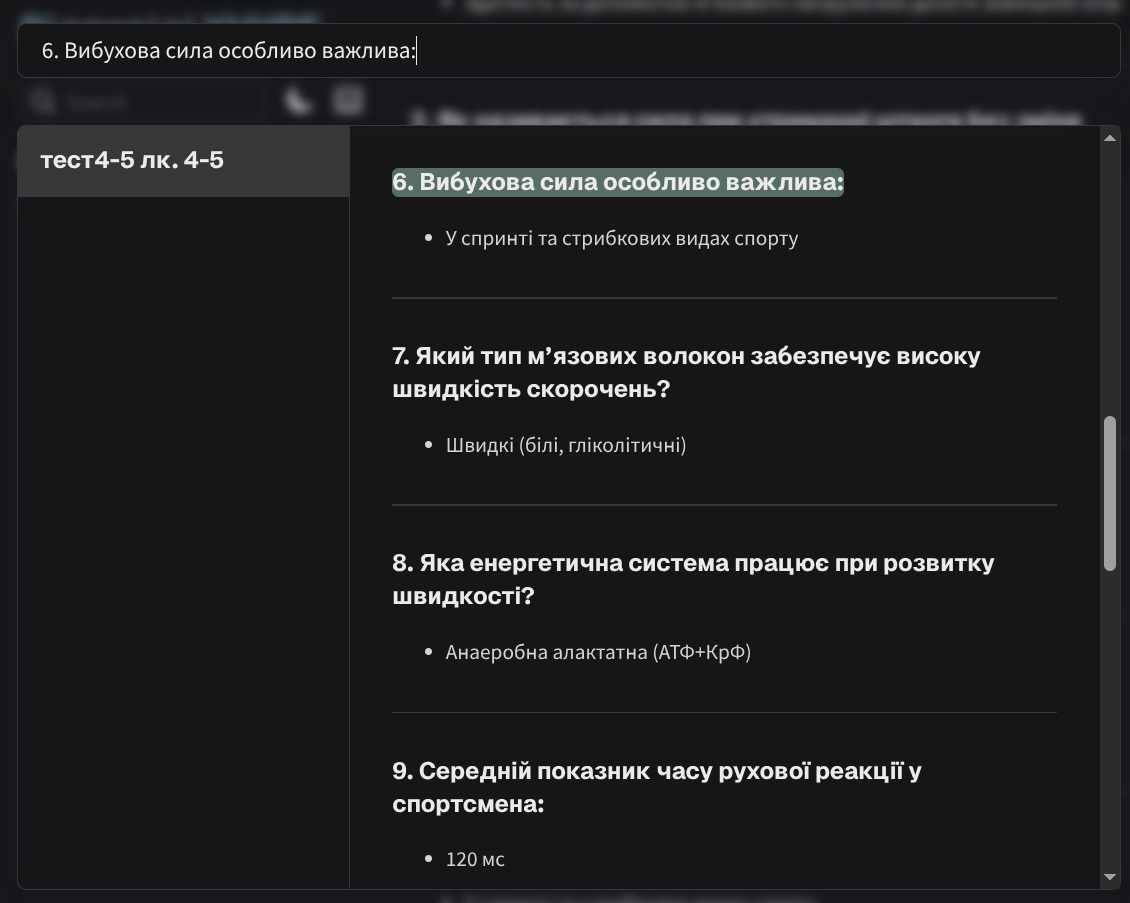 6. Вибухова сила особливо важлива:
Search
тест4-5 лк. 4-5
6. Вибухова сила особливо важлива:
• У спринті та стрибкових видах спорту
7. Який тип м’язових волокон забезпечує високу
швидкість скорочень?
• Швидкі (білі, гліколітичні)
8. Яка енергетична система працює при розвитку
швидкості?
• Анаеробна алактатна (АТФ+КрФ)
9. Середній показник часу рухової реакції у
спортсмена:
• 120 мс